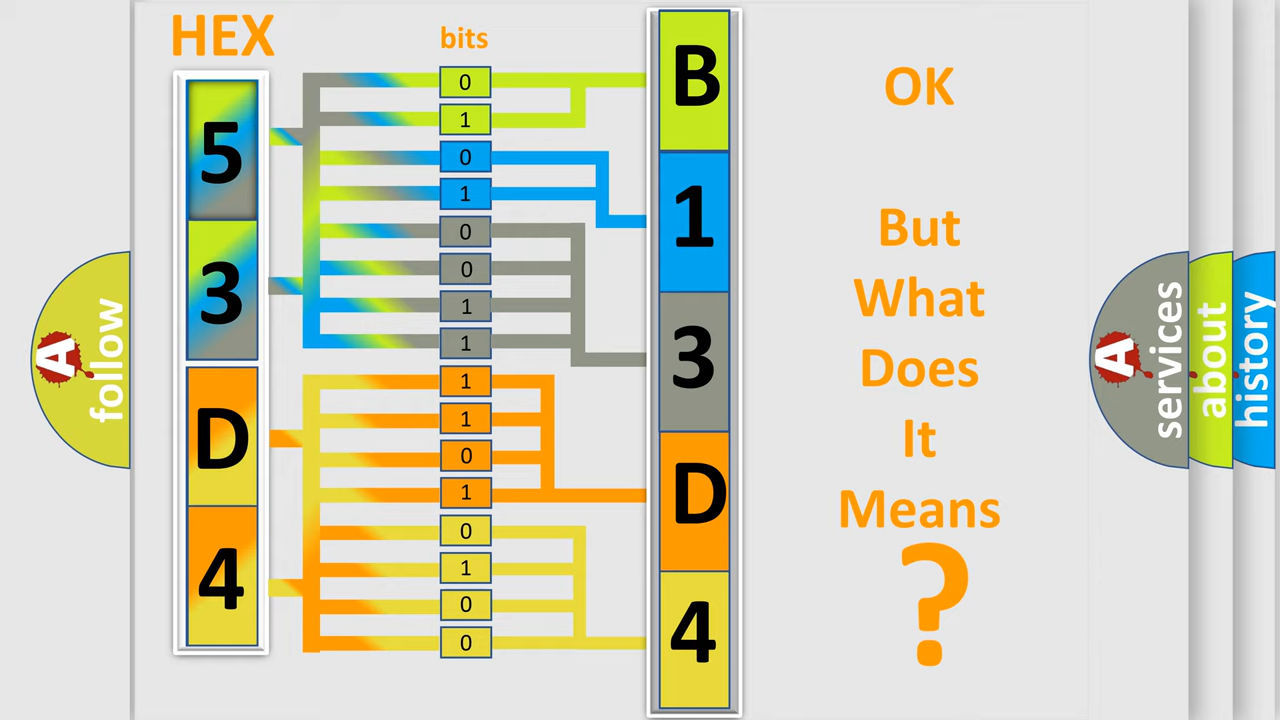 HEX
bits
5
3
D
4
0
1
0
1
0
0
1
1
1
1
0
1
0
1
0
0
B
1
3
D
4
OK
But
What
Does
It
Means
?
A
follow
A
services
about
history